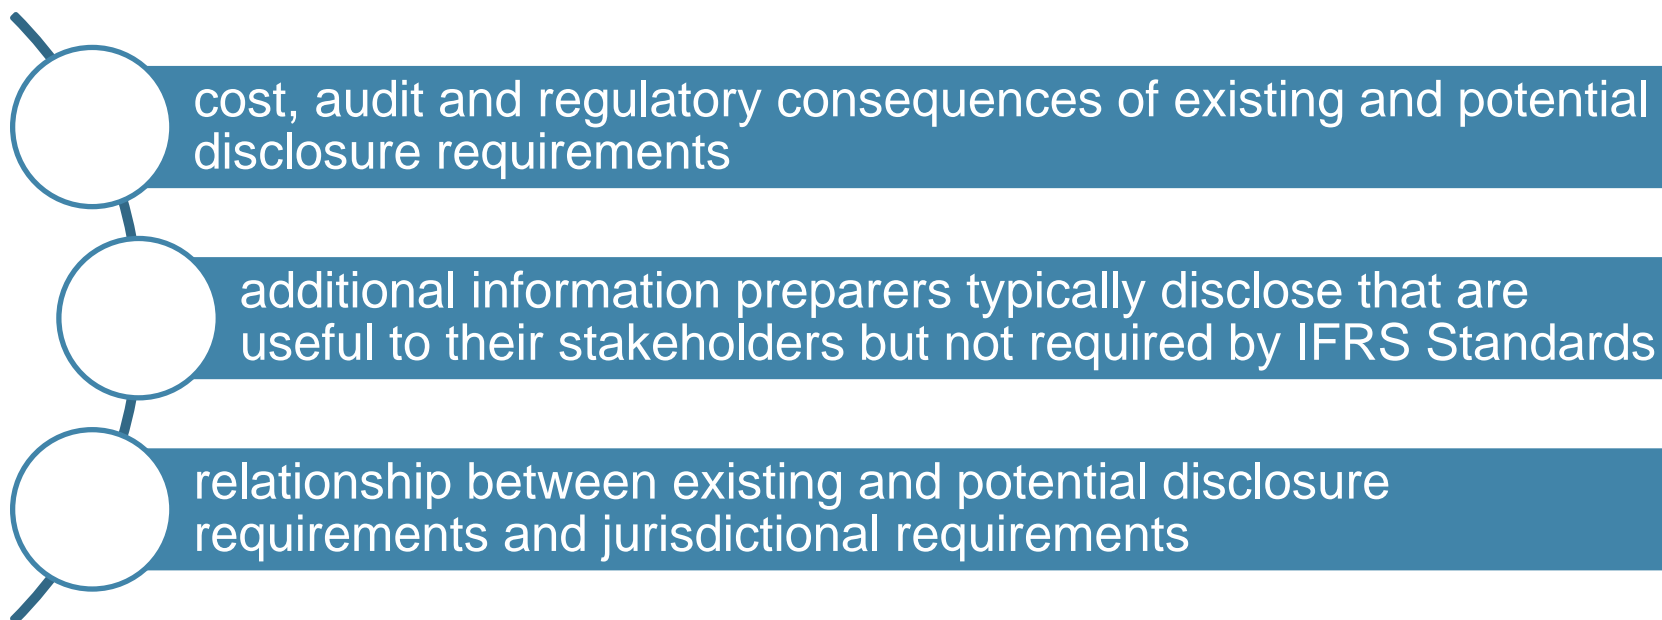 cost, audit and regulatory consequences of existing and potential
disclosure requirements
additional information preparers typically disclose that are
useful to their stakeholders but not required by IFRS Standards
relationship between existing and potential disclosure
requirements and jurisdictional requirements